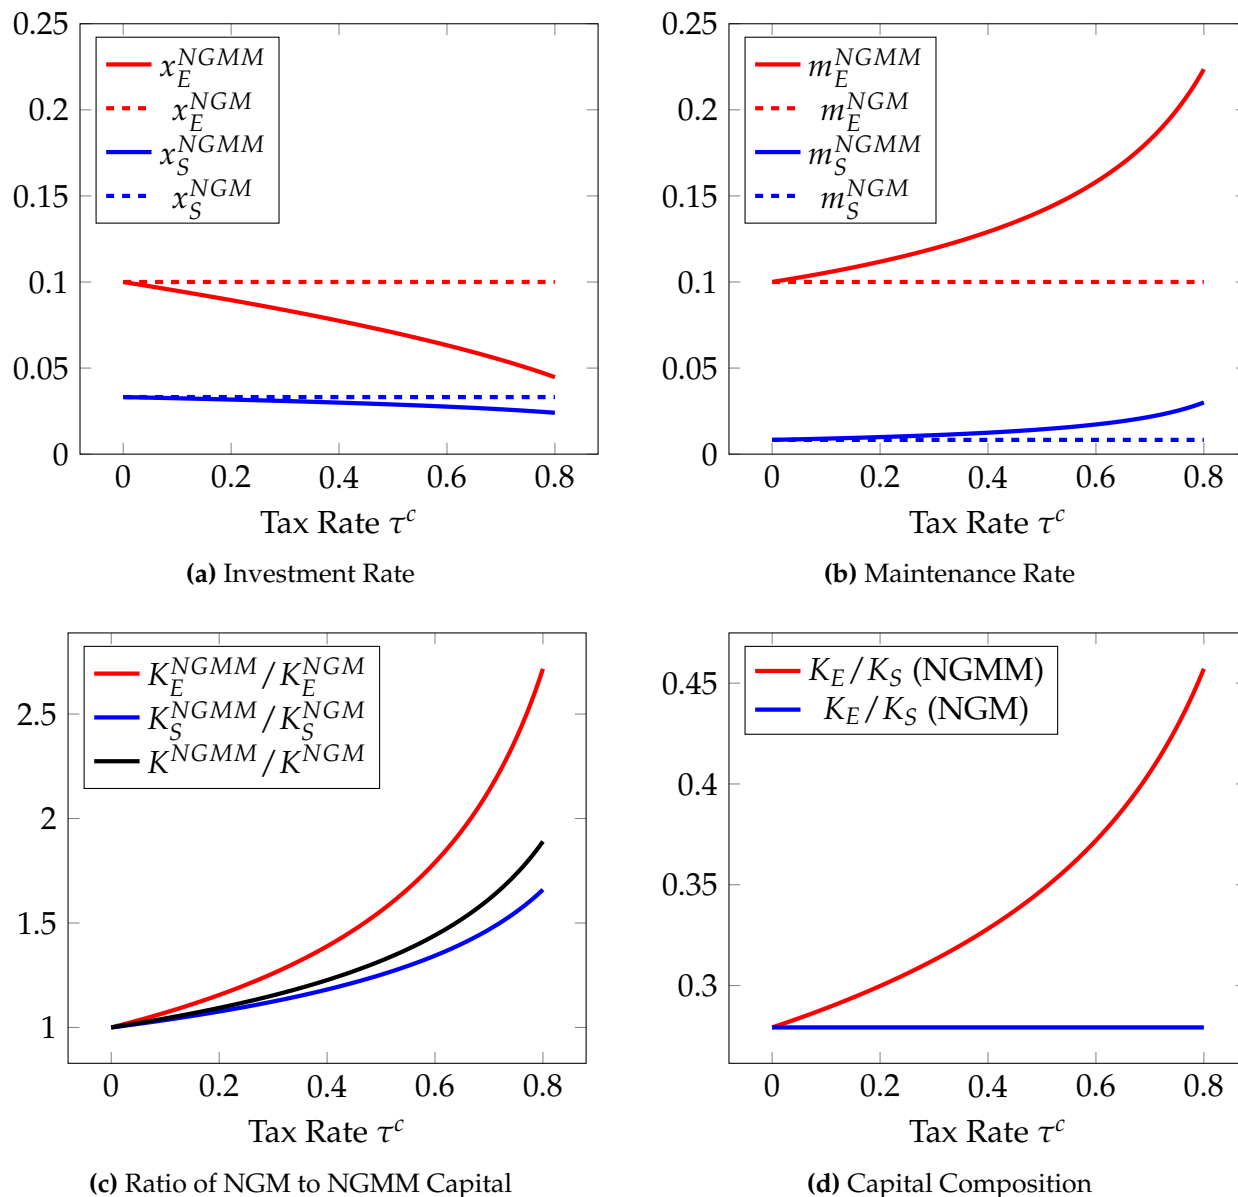 0.25
0.2
0.15
0.1
0.05
0
x_E^{NGMM}
x_E^{NGM}
x_S^{NGMM}
x_S^{NGM}
0 0.2 0.4 0.6 0.8
Tax Rate τ^c
(a) Investment Rate
0.25
0.2
0.15
0.1
0.05
0
m_E^{NGMM}
m_E^{NGM}
m_S^{NGMM}
m_S^{NGM}
0 0.2 0.4 0.6 0.8
Tax Rate τ^c
(b) Maintenance Rate
2.5
2
1.5
1
K_E^{NGMM}/K_E^{NGM}
K_S^{NGMM}/K_S^{NGM}
K^{NGMM}/K^{NGM}
0 0.2 0.4 0.6 0.8
Tax Rate τ^c
(c) Ratio of NGM to NGMM Capital
0.45
0.4
0.35
0.3
K_E/K_S (NGMM)
K_E/K_S (NGM)
0 0.2 0.4 0.6 0.8
Tax Rate τ^c
(d) Capital Composition